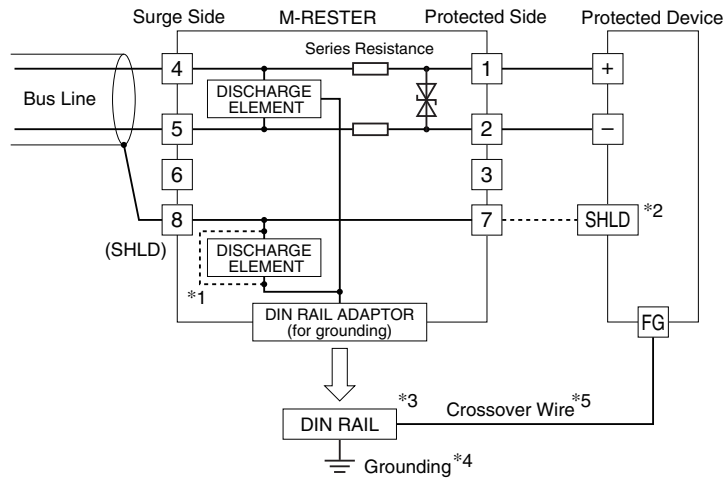 Surge Side
M-RESTER
Protected Side
Protected Device
Series Resistance
4
1
+
Bus Line
DISCHARGE
ELEMENT
5
2
−
6
3
8
7
SHLD
*2
(SHLD)
DISCHARGE
ELEMENT
*1
DIN RAIL ADAPTOR
(for grounding)
FG
*3
DIN RAIL
Crossover Wire*5
Grounding*4